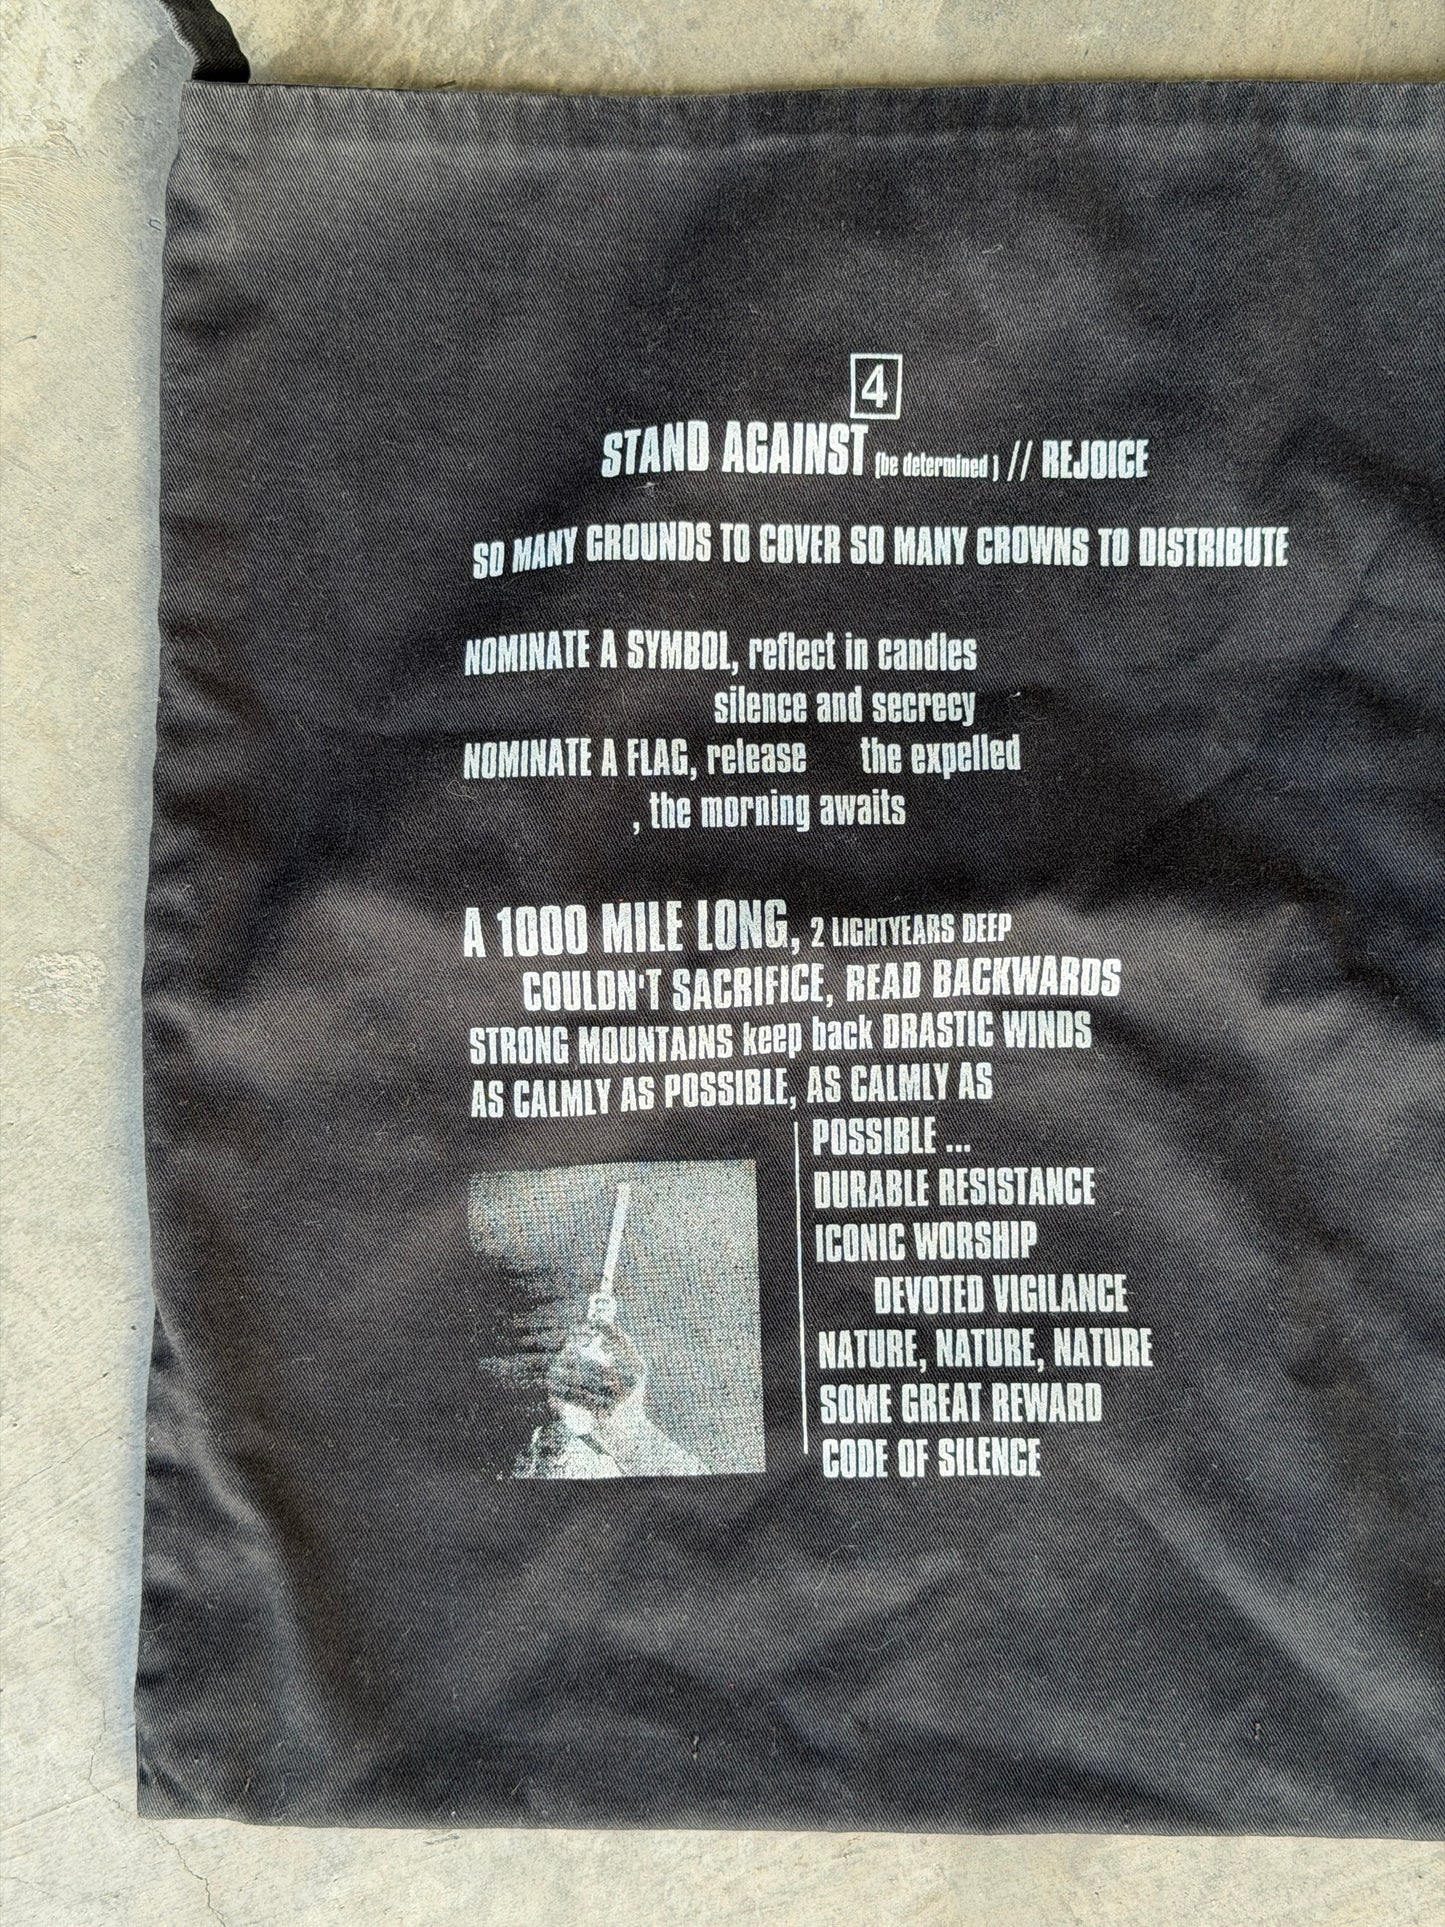 4
STAND AGAINST (be determined ) // REJOICE
SO MANY GROUNDS TO COVER SO MANY CROWNS TO DISTRIBUTE
NOMINATE A SYMBOL, reflect in candles
silence and secrecy
NOMINATE A FLAG, release the expelled
, the morning awaits
A 1000 MILE LONG, 2 LIGHTYEARS DEEP
COULDN'T SACRIFICE, READ BACKWARDS
STRONG MOUNTAINS keep back DRASTIC WINDS
AS CALMLY AS POSSIBLE, AS CALMLY AS
POSSIBLE ...
DURABLE RESISTANCE
ICONIC WORSHIP
DEVOTED VIGILANCE
NATURE, NATURE, NATURE
SOME GREAT REWARD
CODE OF SILENCE